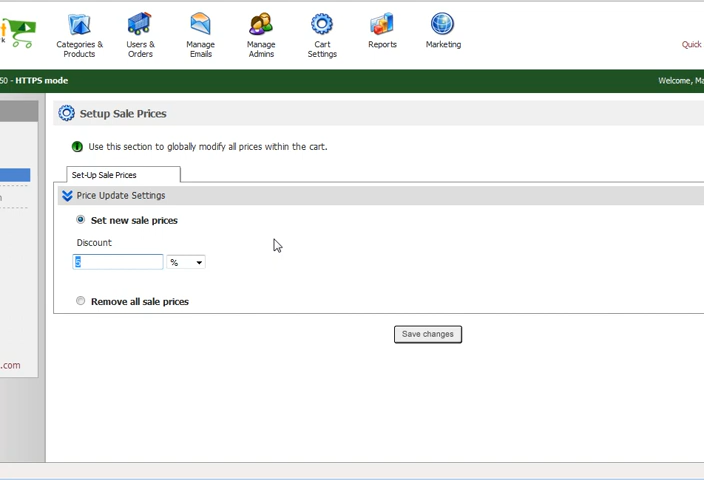 Categories & Products
Users & Orders
Manage Emails
Manage Admins
Cart Settings
Reports
Marketing
Quick
50 - HTTPS mode
Welcome, Ma
Setup Sale Prices
Use this section to globally modify all prices within the cart.
Set-Up Sale Prices
Price Update Settings
Set new sale prices
Discount
5
%
Remove all sale prices
Save changes
.com